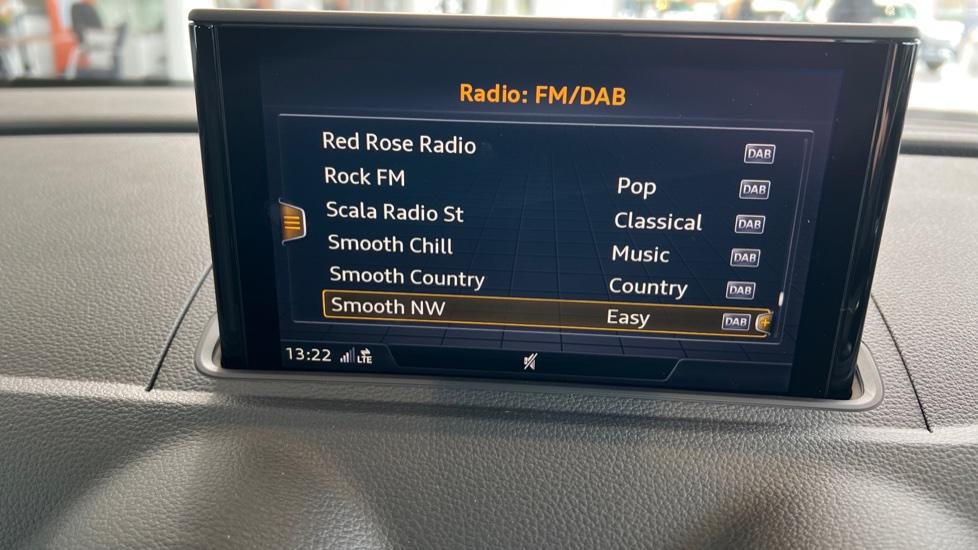 Radio: FM/DAB
Red Rose Radio DAB
Rock FM Pop DAB
Scala Radio St Classical DAB
Smooth Chill Music DAB
Smooth Country Country DAB
Smooth NW Easy DAB
13:22 LTE